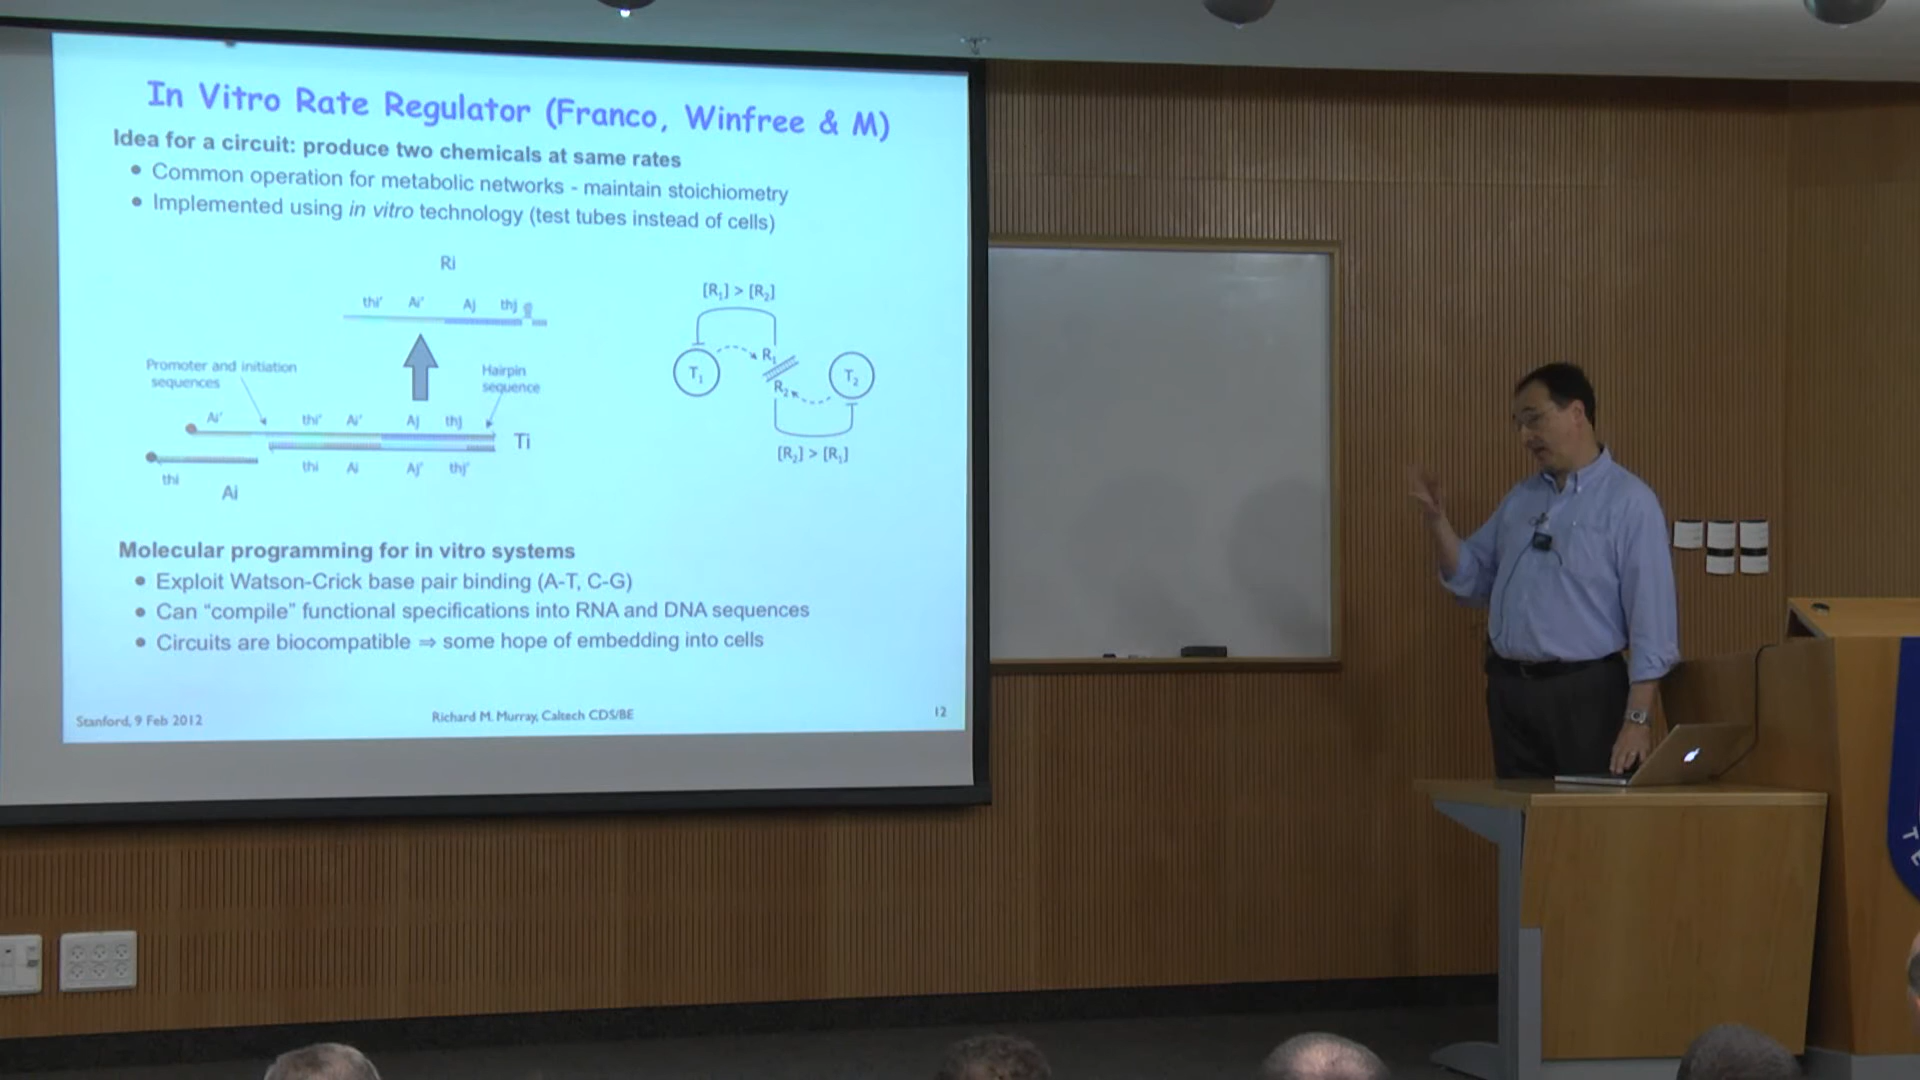 In Vitro Rate Regulator (Franco, Winfree & M)
Idea for a circuit: produce two chemicals at same rates
• Common operation for metabolic networks - maintain stoichiometry
• Implemented using in vitro technology (test tubes instead of cells)
Ri
thi' Ai' Aj thj
Promoter and initiation
sequences
Hairpin
sequence
Ai' thi' Ai' Aj thj
Ti
thi Ai Aj' thj'
thi
Ai
[R₁] > [R₂]
T₁
R₁
R₂
T₂
[R₂] > [R₁]
Molecular programming for in vitro systems
• Exploit Watson-Crick base pair binding (A-T, C-G)
• Can “compile” functional specifications into RNA and DNA sequences
• Circuits are biocompatible ⇒ some hope of embedding into cells
Stanford, 9 Feb 2012
Richard M. Murray, Caltech CDS/BE
12